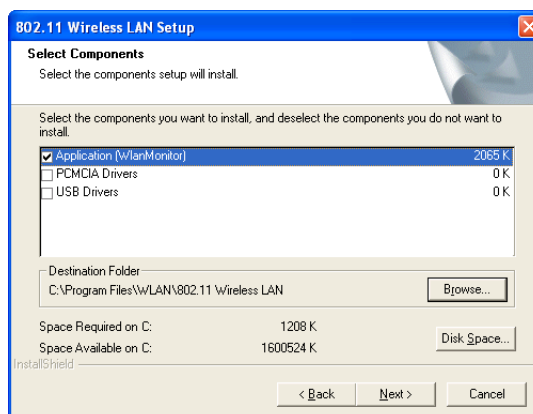 802.11 Wireless LAN Setup
Select Components
Select the components setup will install.
Select the components you want to install, and deselect the components you do not want to
install.
Application (WlanMonitor) 2065 K
PCMCIA Drivers 0 K
USB Drivers 0 K
Destination Folder
C:\Program Files\WLAN\802.11 Wireless LAN Browse...
Space Required on C: 1208 K
Space Available on C: 1600524 K
Disk Space...
InstallShield
< Back Next > Cancel